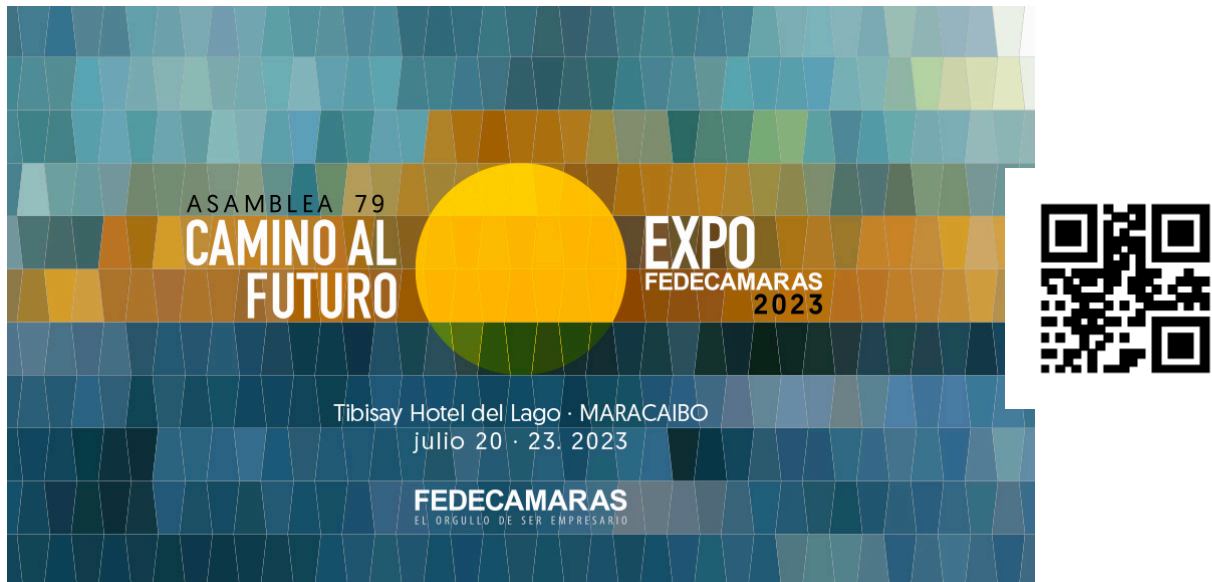 ASAMBLEA 79
CAMINO AL
FUTURO
EXPO
FEDECAMARAS
2023
Tibisay Hotel del Lago · MARACAIBO
julio 20 · 23. 2023
FEDECAMARAS
EL ORGULLO DE SER EMPRESARIO